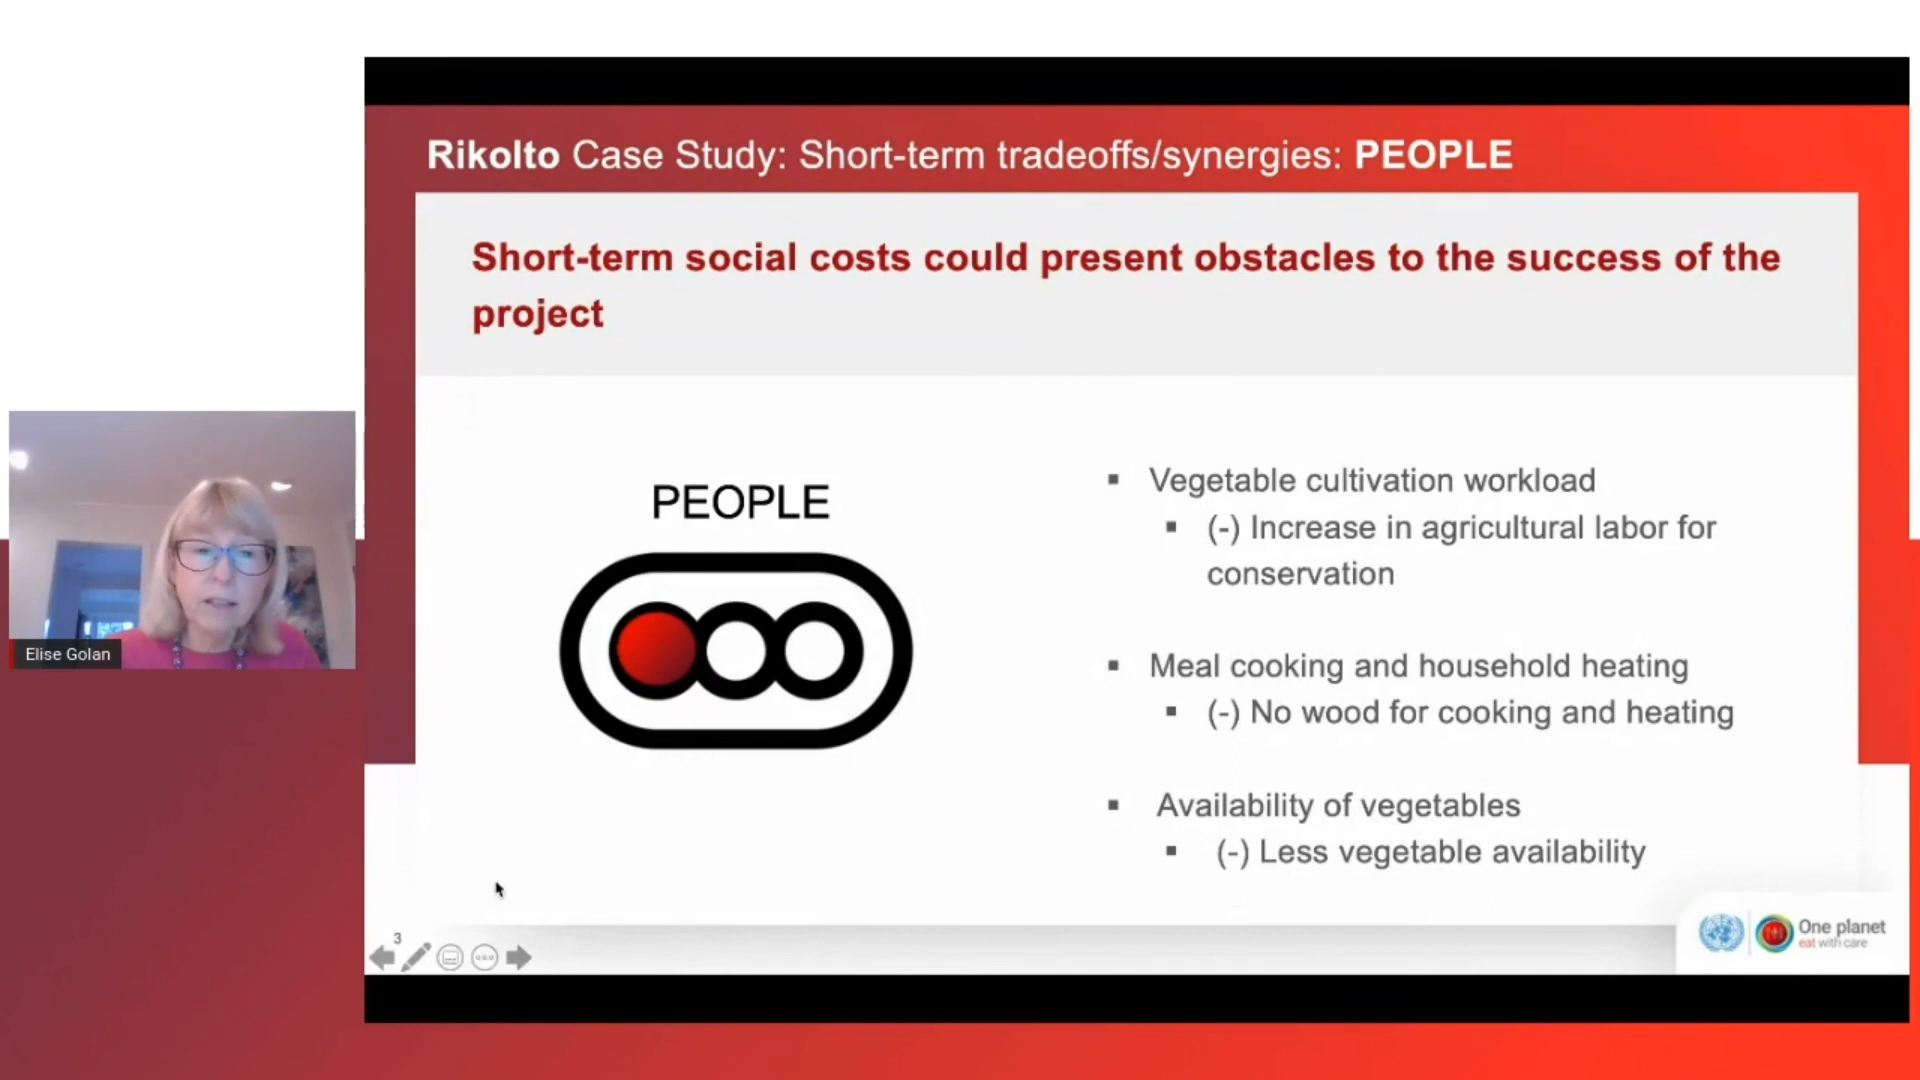 Rikolto Case Study: Short-term tradeoffs/synergies: PEOPLE
Short-term social costs could present obstacles to the success of the
project
PEOPLE
▪ Vegetable cultivation workload
▪ (-) Increase in agricultural labor for
conservation
▪ Meal cooking and household heating
▪ (-) No wood for cooking and heating
▪ Availability of vegetables
▪ (-) Less vegetable availability
Elise Golan
3
One planet
eat with care